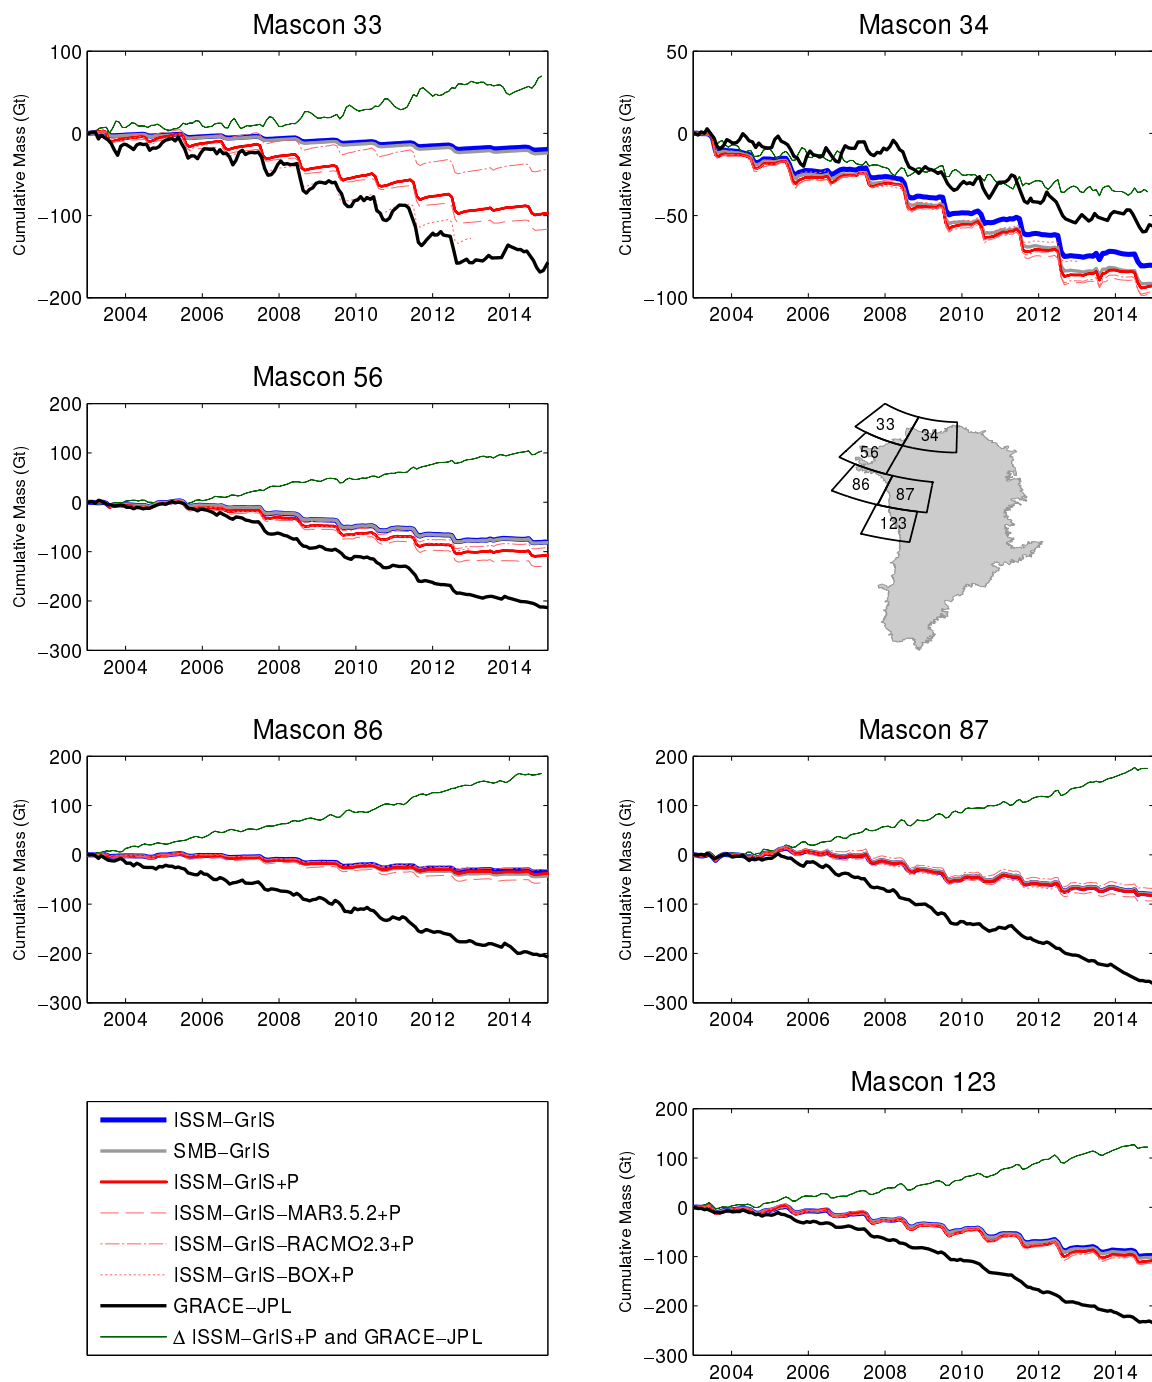 Mascon 33
Cumulative Mass (Gt)
100
0
−100
−200
2004 2006 2008 2010 2012 2014
Mascon 34
Cumulative Mass (Gt)
50
0
−50
−100
2004 2006 2008 2010 2012 2014
Mascon 56
Cumulative Mass (Gt)
200
100
0
−100
−200
−300
2004 2006 2008 2010 2012 2014
33
34
56
86
87
123
Mascon 86
Cumulative Mass (Gt)
200
100
0
−100
−200
−300
2004 2006 2008 2010 2012 2014
Mascon 87
Cumulative Mass (Gt)
200
100
0
−100
−200
−300
2004 2006 2008 2010 2012 2014
ISSM−GrIS
SMB−GrIS
ISSM−GrIS+P
ISSM−GrIS−MAR3.5.2+P
ISSM−GrIS−RACMO2.3+P
ISSM−GrIS−BOX+P
GRACE−JPL
Δ ISSM−GrIS+P and GRACE−JPL
Mascon 123
Cumulative Mass (Gt)
200
100
0
−100
−200
−300
2004 2006 2008 2010 2012 2014